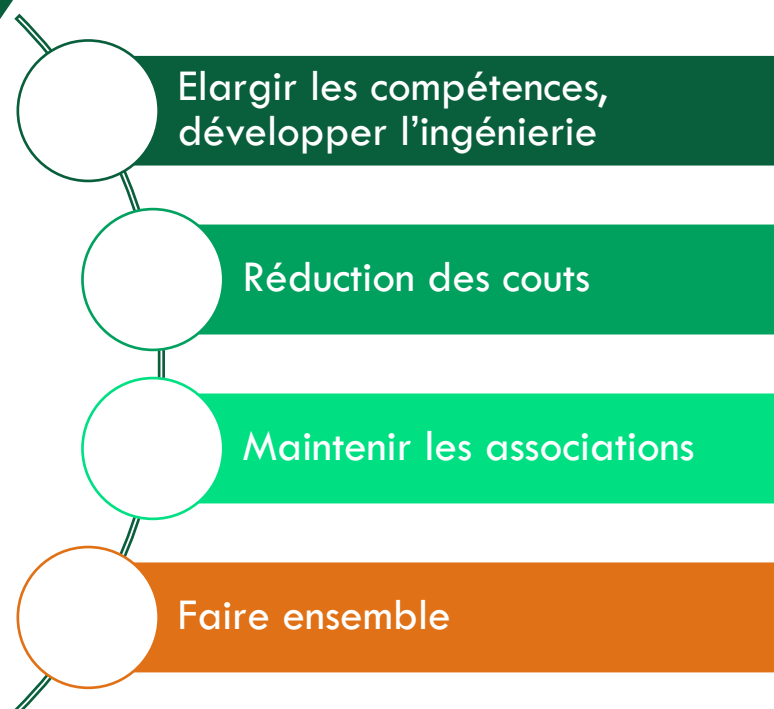 Elargir les compétences,
développer l'ingénierie
Réduction des couts
Maintenir les associations
Faire ensemble